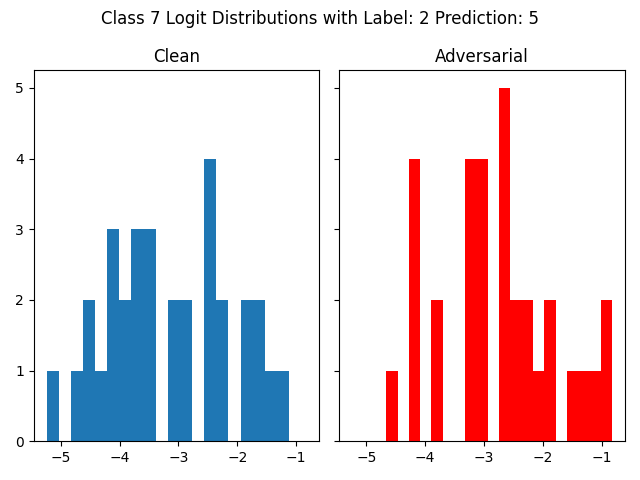 Class 7 Logit Distributions with Label: 2 Prediction: 5
Clean
Adversarial
5
4
3
2
1
0
−5 −4 −3 −2 −1
−5 −4 −3 −2 −1